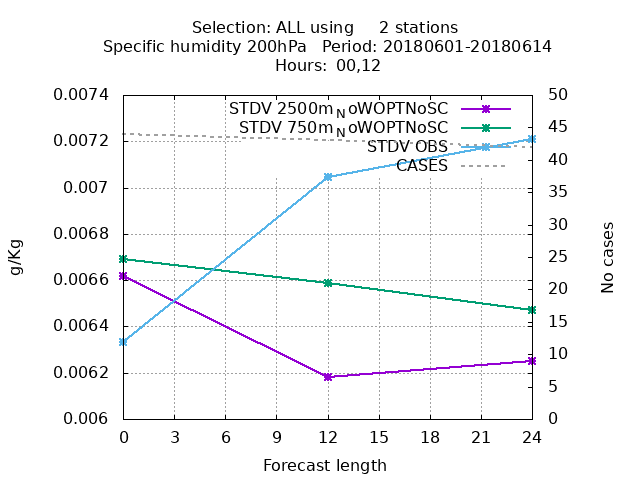 Selection: ALL using     2 stations
Specific humidity 200hPa   Period: 20180601-20180614
Hours:  00,12
STDV 2500m_NoWOPTNoSC
STDV 750m_NoWOPTNoSC
STDV OBS
CASES
0.0074
0.0072
0.007
0.0068
0.0066
0.0064
0.0062
0.006
g/Kg
50
45
40
35
30
25
20
15
10
5
0
No cases
0 3 6 9 12 15 18 21 24
Forecast length